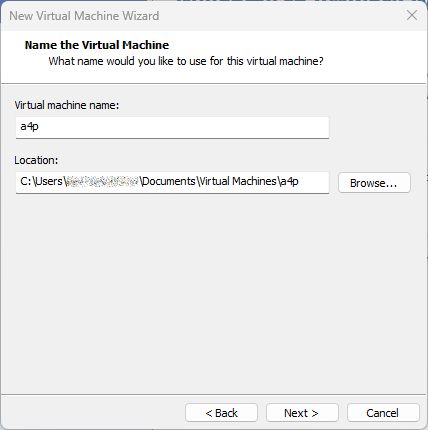 New Virtual Machine Wizard
Name the Virtual Machine
What name would you like to use for this virtual machine?
Virtual machine name:
a4p
Location:
C:\Users\ \Documents\Virtual Machines\a4p
Browse...
< Back
Next >
Cancel